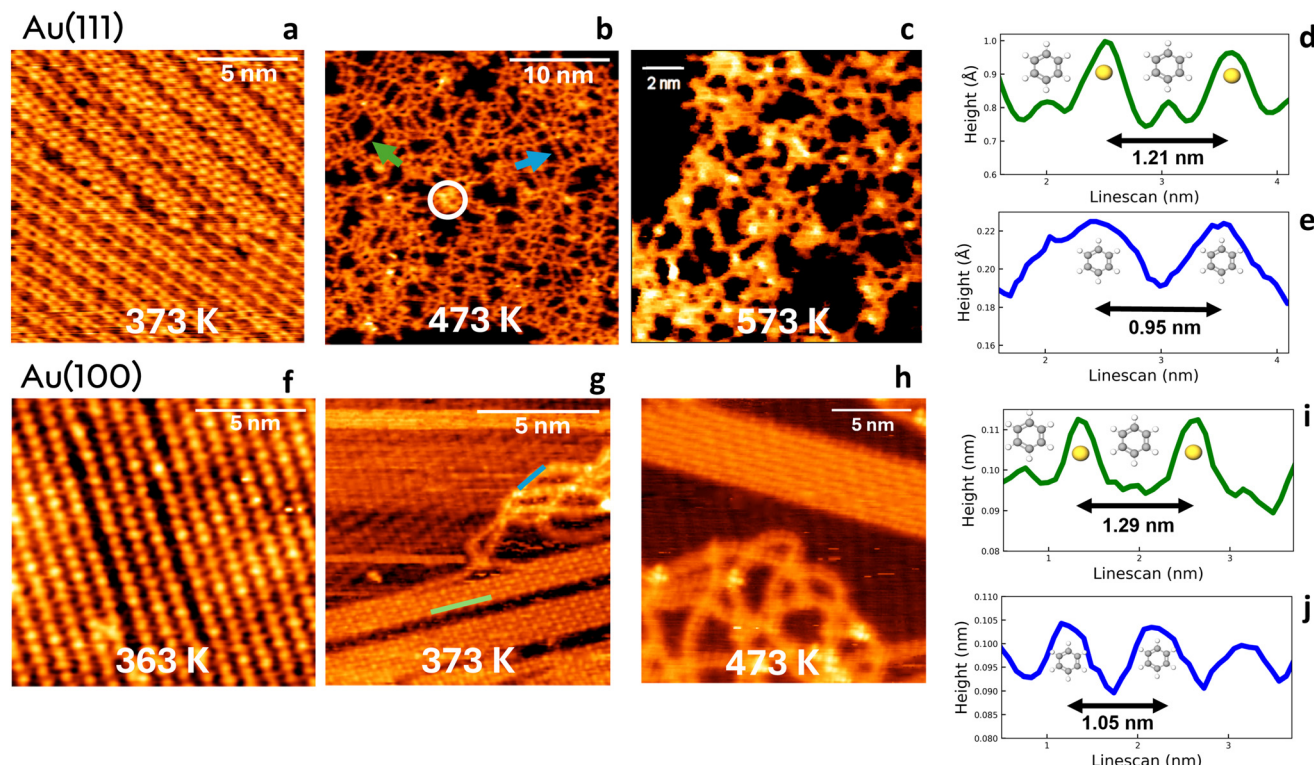 Au(111)
a
5 nm
373 K
b
10 nm
473 K
c
2 nm
573 K
d
Height (Å)
1.0
0.9
0.8
0.7
0.6
1.21 nm
2
3
4
Linescan (nm)
e
Height (Å)
0.22
0.20
0.18
0.16
0.95 nm
2
3
4
Linescan (nm)
Au(100)
f
5 nm
363 K
g
5 nm
373 K
h
5 nm
473 K
i
Height (nm)
0.11
0.10
0.09
0.08
1.29 nm
1
2
3
Linescan (nm)
j
Height (nm)
0.110
0.105
0.100
0.095
0.090
0.085
0.080
1.05 nm
1
2
3
Linescan (nm)